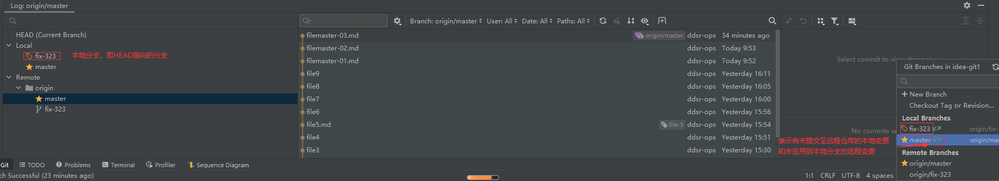 Log: origin/master
HEAD (Current Branch)
Local
fix-323
本地分支，即HEAD指向的分支
master
Remote
origin
master
fix-323
Branch: origin/master User: All Date: All Paths: All
filemaster-03.md origin/master ddsr-ops 34 minutes ago
filemaster-02.md ddsr-ops Today 9:53
filemaster-01.md ddsr-ops Today 9:52
file9 ddsr-ops Yesterday 16:11
file8 ddsr-ops Yesterday 16:05
file7 ddsr-ops Yesterday 16:00
file6 ddsr-ops Yesterday 15:56
file5.md file-5 ddsr-ops Yesterday 15:54
file4 ddsr-ops Yesterday 15:51
file3 ddsr-ops Yesterday 15:30
Select commit to view changes
No commits se
表示有未提交至远程仓库的本地变更
和未应用到本地分支的远程变更
Git Branches in idea-git1
New Branch
Checkout Tag or Revision...
Local Branches
fix-323 origin/fix-
master origin/mas
Remote Branches
origin/master
origin/fix-323
Git TODO Problems Terminal Profiler Sequence Diagram
ch Successful (23 minutes ago)
1:1 CRLF UTF-8 4 spaces